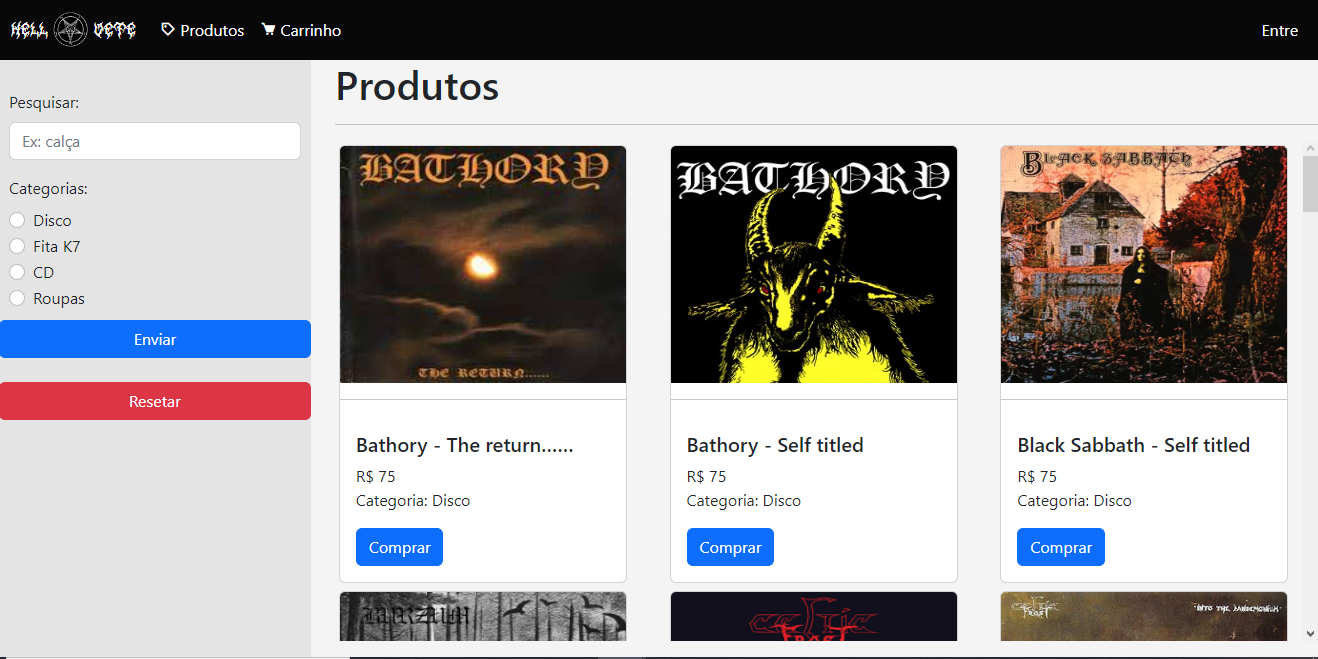 HELL VETE
Produtos
Carrinho
Entre
Pesquisar:
Ex: calça
Categorias:
Disco
Fita K7
CD
Roupas
Enviar
Resetar
Produtos
BATHORY
THE RETURN......
Bathory - The return......
R$ 75
Categoria: Disco
Comprar
BATHORY
Bathory - Self titled
R$ 75
Categoria: Disco
Comprar
BLACK SABBATH
Black Sabbath - Self titled
R$ 75
Categoria: Disco
Comprar
BURZUM
celtic
FROST
celtic
FROST
INTO THE PANDEMONIUM